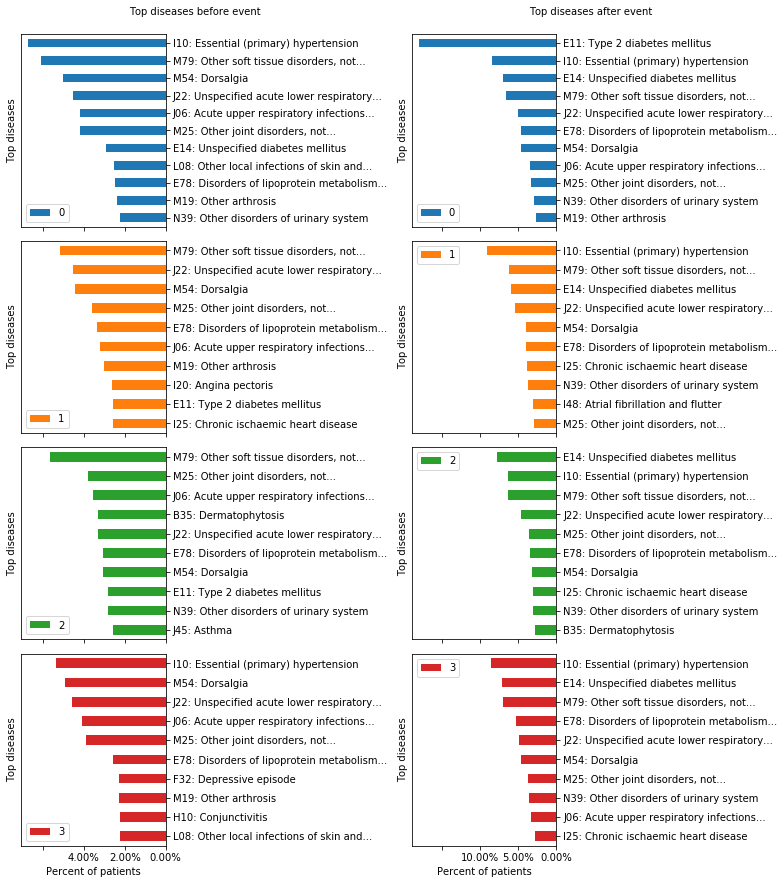 Top diseases before event
Top diseases
I10: Essential (primary) hypertension
M79: Other soft tissue disorders, not...
M54: Dorsalgia
J22: Unspecified acute lower respiratory...
J06: Acute upper respiratory infections...
M25: Other joint disorders, not...
E14: Unspecified diabetes mellitus
L08: Other local infections of skin and...
E78: Disorders of lipoprotein metabolism...
M19: Other arthrosis
N39: Other disorders of urinary system
0
Top diseases
M79: Other soft tissue disorders, not...
J22: Unspecified acute lower respiratory...
M54: Dorsalgia
M25: Other joint disorders, not...
E78: Disorders of lipoprotein metabolism...
J06: Acute upper respiratory infections...
M19: Other arthrosis
I20: Angina pectoris
E11: Type 2 diabetes mellitus
I25: Chronic ischaemic heart disease
1
Top diseases
M79: Other soft tissue disorders, not...
M25: Other joint disorders, not...
J06: Acute upper respiratory infections...
B35: Dermatophytosis
J22: Unspecified acute lower respiratory...
E78: Disorders of lipoprotein metabolism...
M54: Dorsalgia
E11: Type 2 diabetes mellitus
N39: Other disorders of urinary system
J45: Asthma
2
Top diseases
I10: Essential (primary) hypertension
M54: Dorsalgia
J22: Unspecified acute lower respiratory...
J06: Acute upper respiratory infections...
M25: Other joint disorders, not...
E78: Disorders of lipoprotein metabolism...
F32: Depressive episode
M19: Other arthrosis
H10: Conjunctivitis
L08: Other local infections of skin and...
3
4.00% 2.00% 0.00%
Percent of patients
Top diseases after event
Top diseases
E11: Type 2 diabetes mellitus
I10: Essential (primary) hypertension
E14: Unspecified diabetes mellitus
M79: Other soft tissue disorders, not...
J22: Unspecified acute lower respiratory...
E78: Disorders of lipoprotein metabolism...
M54: Dorsalgia
J06: Acute upper respiratory infections...
M25: Other joint disorders, not...
N39: Other disorders of urinary system
M19: Other arthrosis
0
Top diseases
1
I10: Essential (primary) hypertension
M79: Other soft tissue disorders, not...
E14: Unspecified diabetes mellitus
J22: Unspecified acute lower respiratory...
M54: Dorsalgia
E78: Disorders of lipoprotein metabolism...
I25: Chronic ischaemic heart disease
N39: Other disorders of urinary system
I48: Atrial fibrillation and flutter
M25: Other joint disorders, not...
Top diseases
2
E14: Unspecified diabetes mellitus
I10: Essential (primary) hypertension
M79: Other soft tissue disorders, not...
J22: Unspecified acute lower respiratory...
M25: Other joint disorders, not...
E78: Disorders of lipoprotein metabolism...
M54: Dorsalgia
I25: Chronic ischaemic heart disease
N39: Other disorders of urinary system
B35: Dermatophytosis
Top diseases
3
I10: Essential (primary) hypertension
E14: Unspecified diabetes mellitus
M79: Other soft tissue disorders, not...
E78: Disorders of lipoprotein metabolism...
J22: Unspecified acute lower respiratory...
M54: Dorsalgia
M25: Other joint disorders, not...
N39: Other disorders of urinary system
J06: Acute upper respiratory infections...
I25: Chronic ischaemic heart disease
10.00% 5.00% 0.00%
Percent of patients